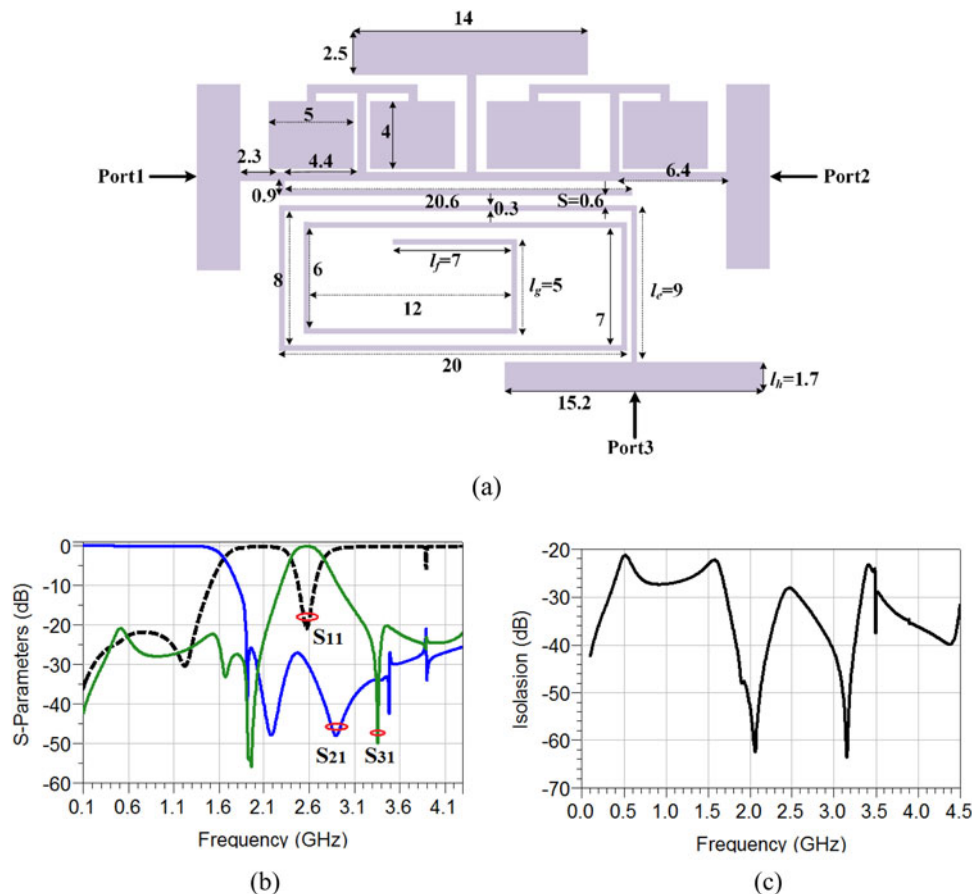 14
2.5
5
4
2.3
4.4
6.4
Port1
Port2
0.9
20.6
S=0.6
0.3
8
6
l_f=7
l_g=5
l_e=9
12
7
20
l_h=1.7
15.2
Port3
(a)
S-Parameters (dB)
0
-10
-20
-30
-40
-50
-60
S11
S21
S31
0.1 0.6 1.1 1.6 2.1 2.6 3.1 3.6 4.1
Frequency (GHz)
(b)
Isolasion (dB)
-20
-30
-40
-50
-60
-70
0.0 0.5 1.0 1.5 2.0 2.5 3.0 3.5 4.0 4.5
Frequency (GHz)
(c)